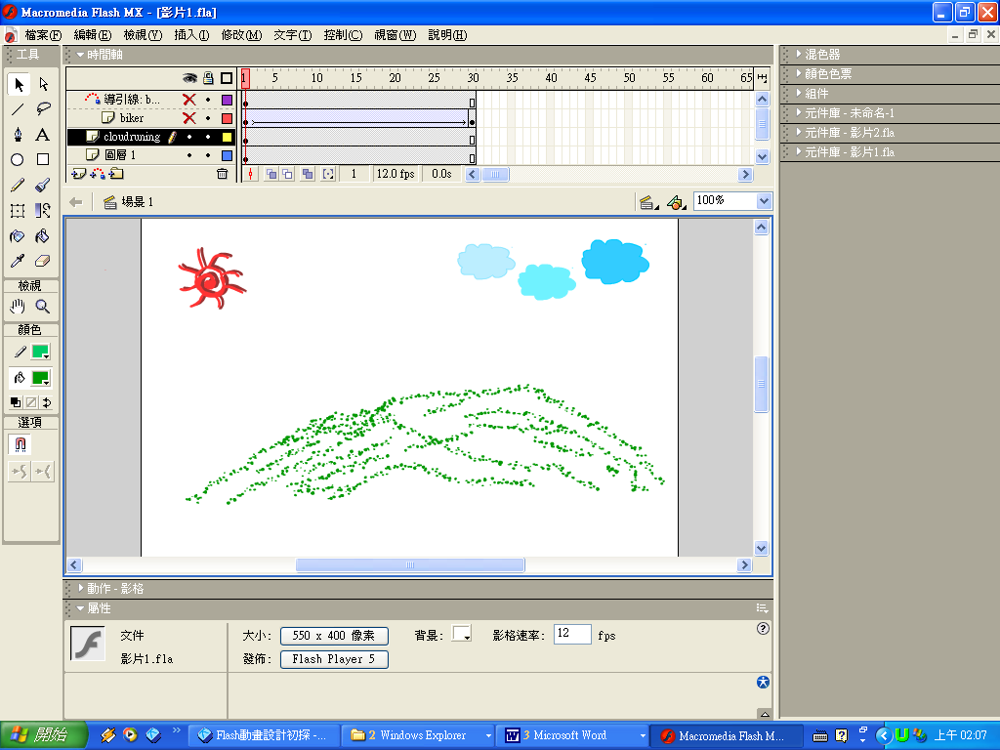 Macromedia Flash MX - [影片1.fla]
檔案(F) 編輯(E) 檢視(V) 插入(I) 修改(M) 文字(T) 控制(C) 視窗(W) 說明(H)
工具
時間軸
1 5 10 15 20 25 30 35 40 45 50 55 60 65
導引線: b...
biker
cloudruning
圖層 1
1 12.0 fps 0.0s
場景 1
100%
A
檢視
顏色
選項
混色器
顏色色票
組件
元件庫 - 未命名-1
元件庫 - 影片2.fla
元件庫 - 影片1.fla
動作 - 影格
屬性
文件
影片1.fla
大小: 550 x 400 像素 背景: 影格速率: 12 fps
發佈: Flash Player 5
開始
Flash動畫設計初探 -...
2 Windows Explorer
3 Microsoft Word
Macromedia Flash M...
上午 02:07